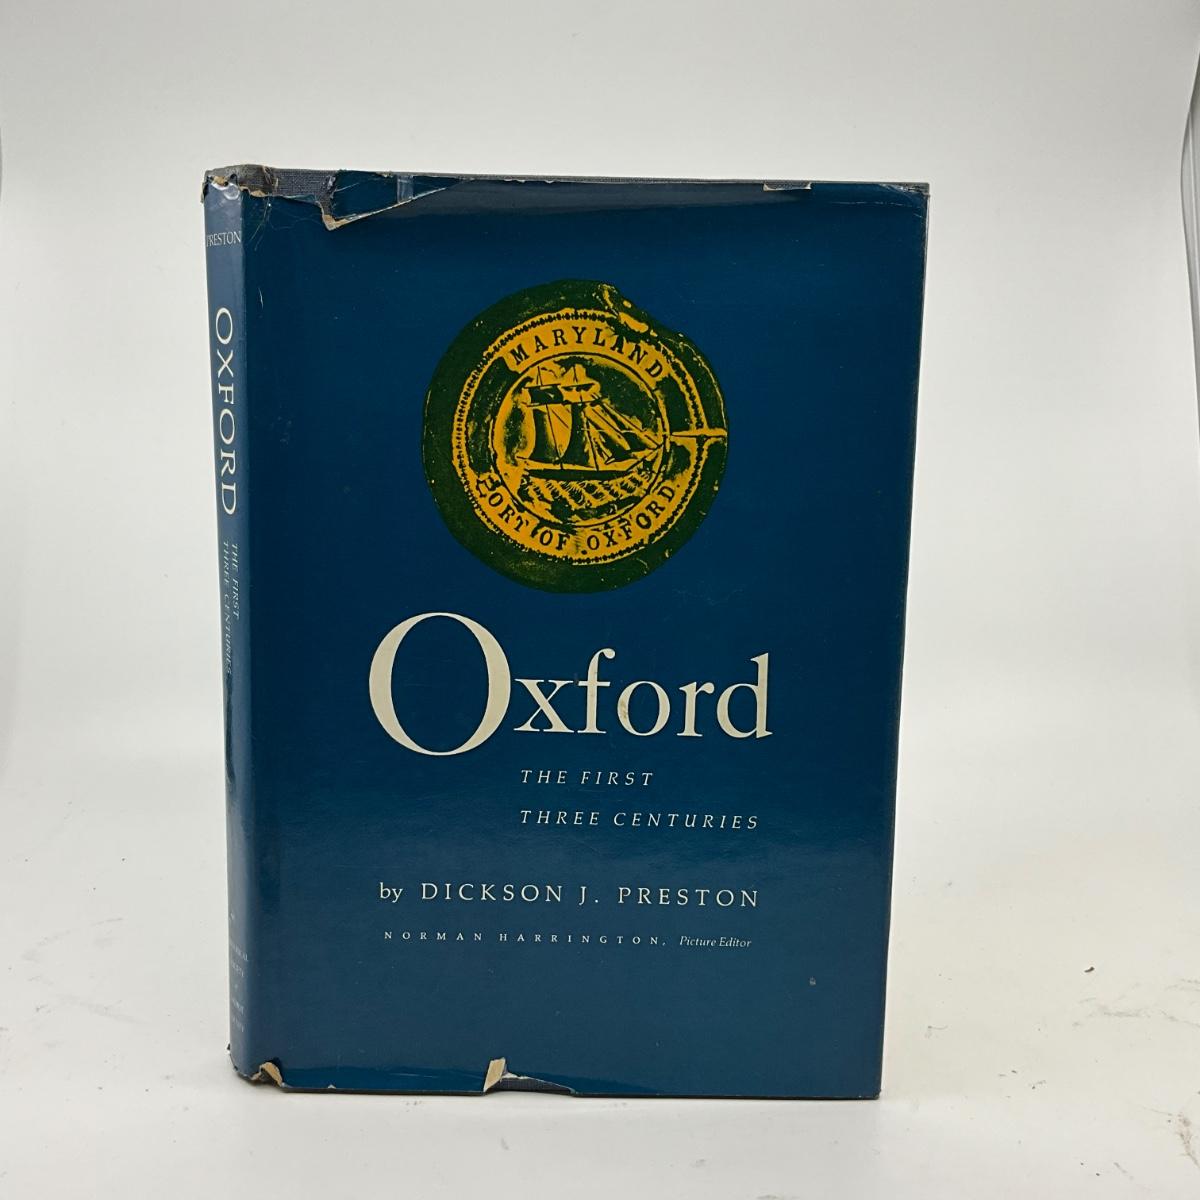 PRESTON
OXFORD
THE FIRST
THREE CENTURIES
MARYLAND
PORT OF OXFORD.
Oxford
THE FIRST
THREE CENTURIES
by DICKSON J. PRESTON
NORMAN HARRINGTON, Picture Editor